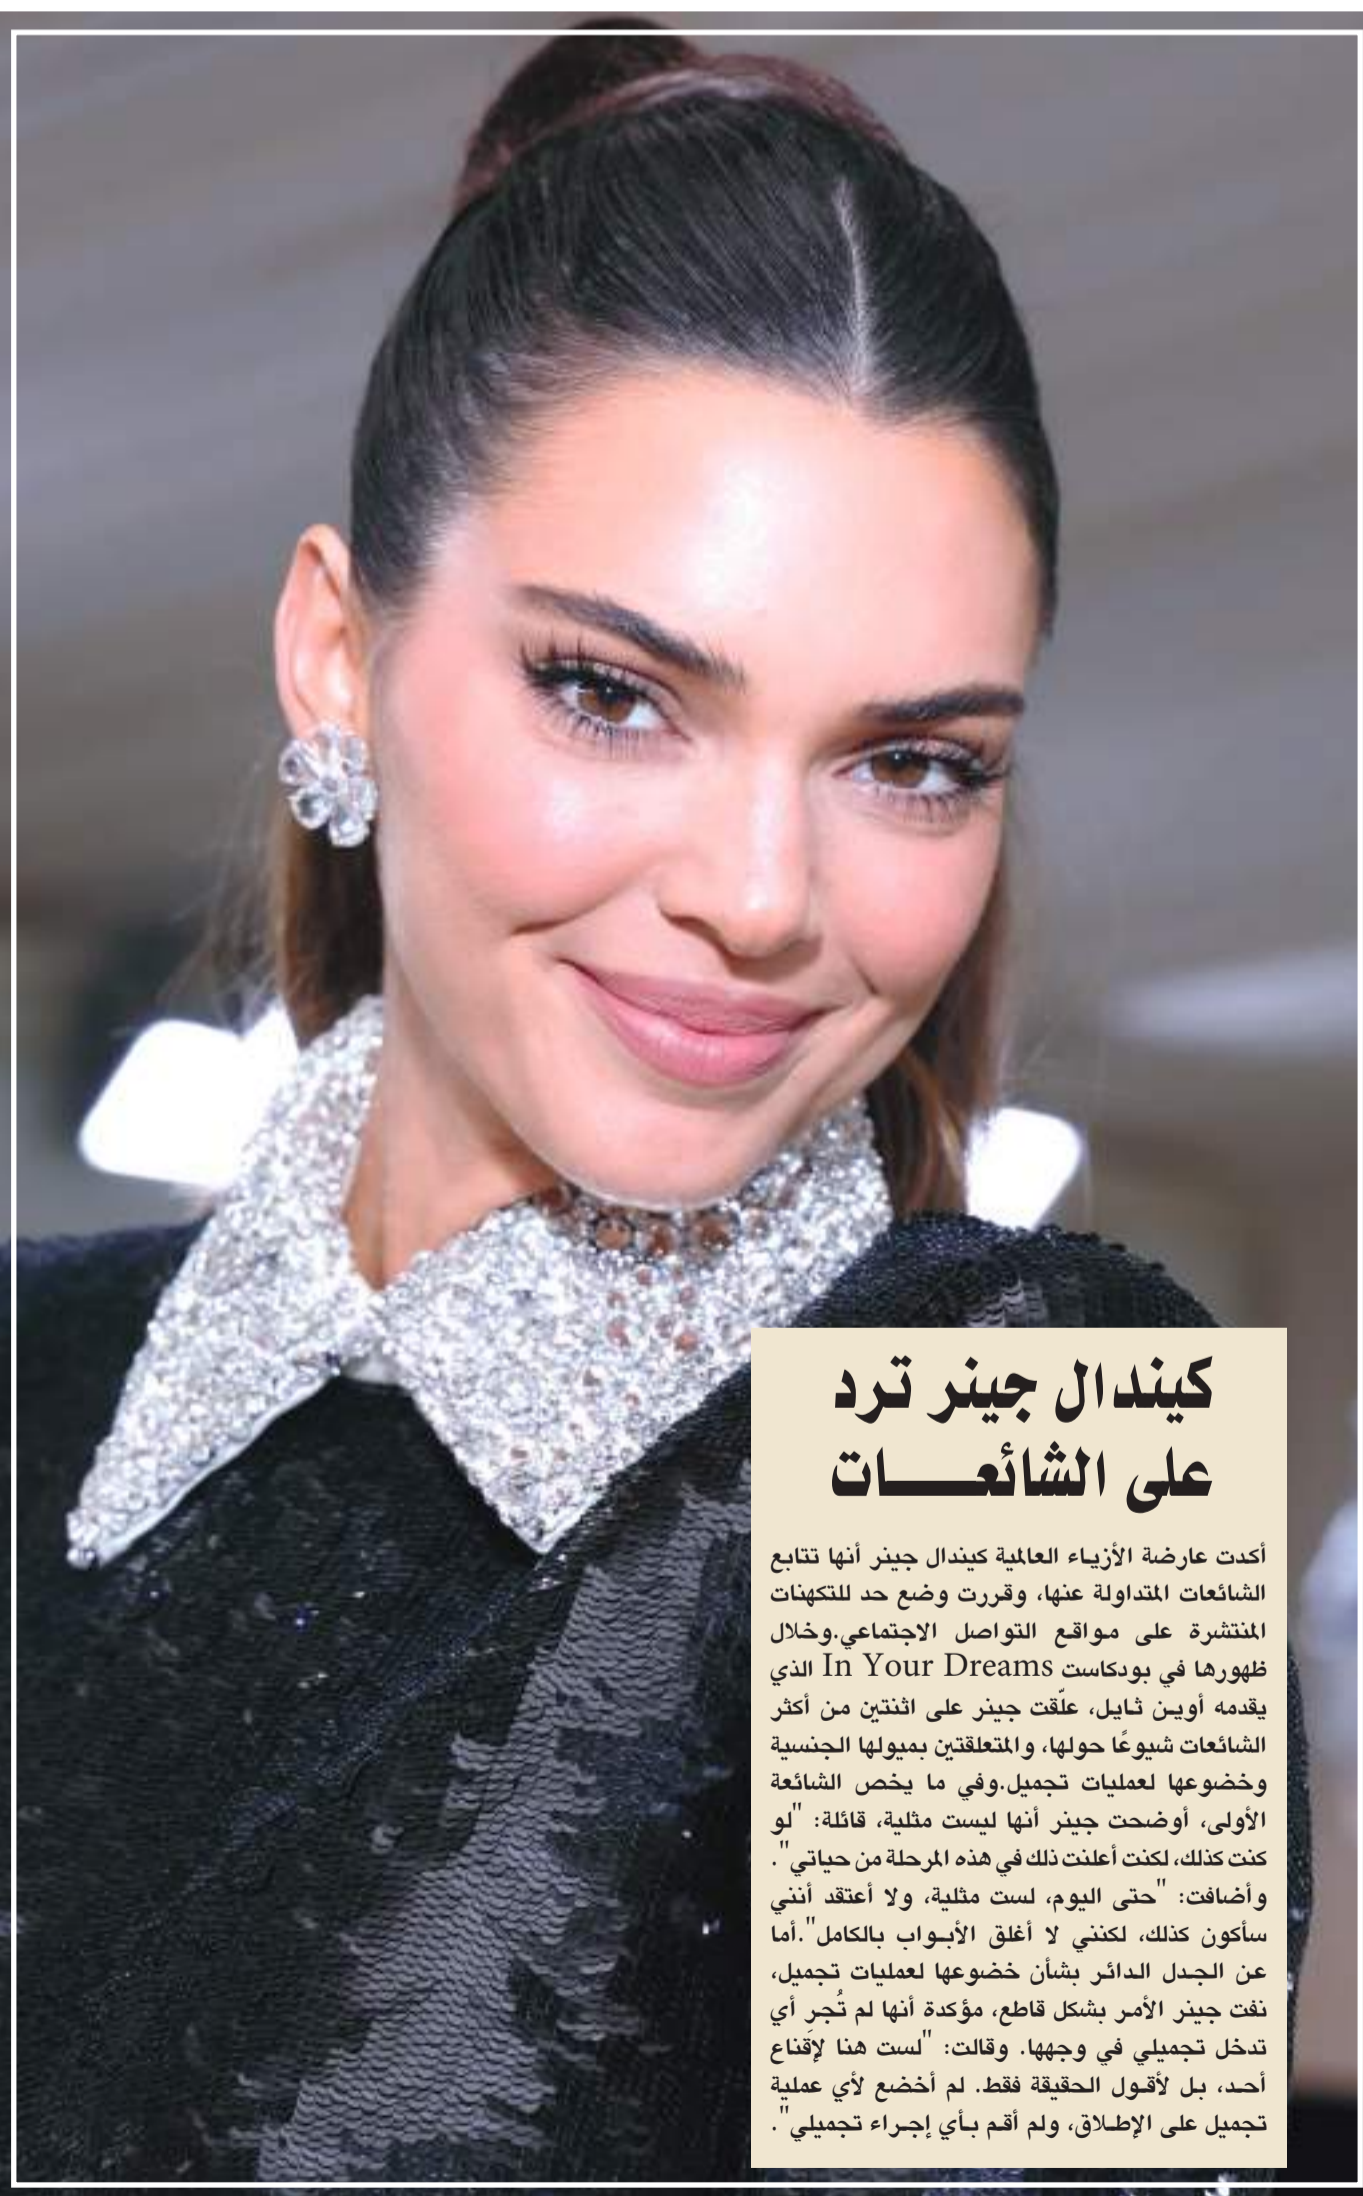 كيندال جينر ترد
على الشائعـــــات
أكدت عارضة الأزياء العالمية كيندال جينر أنها تتابع
الشائعات المتداولة عنها، وقررت وضع حد للتكهنات
المنتشرة على مواقع التواصل الاجتماعي.وخلال
ظهورها في بودكاست In Your Dreams الذي
يقدمه أوين ثايل، علّقت جينر على اثنتين من أكثر
الشائعات شيوعًا حولها، والمتعلقتين بميولها الجنسية
وخضوعها لعمليات تجميل.وفي ما يخص الشائعة
الأولى، أوضحت جينر أنها ليست مثلية، قائلة: "لو
كنت كذلك، لكنت أعلنت ذلك في هذه المرحلة من حياتي".
وأضافت: "حتى اليوم، لست مثلية، ولا أعتقد أنني
سأكون كذلك، لكنني لا أغلق الأبواب بالكامل".أما
عن الجدل الدائر بشأن خضوعها لعمليات تجميل،
نفت جينر الأمر بشكل قاطع، مؤكدة أنها لم تُجرِ أي
تدخل تجميلي في وجهها. وقالت: "لست هنا لإقناع
أحد، بل لأقول الحقيقة فقط. لم أخضع لأي عملية
تجميل على الإطلاق، ولم أقم بأي إجراء تجميلي".